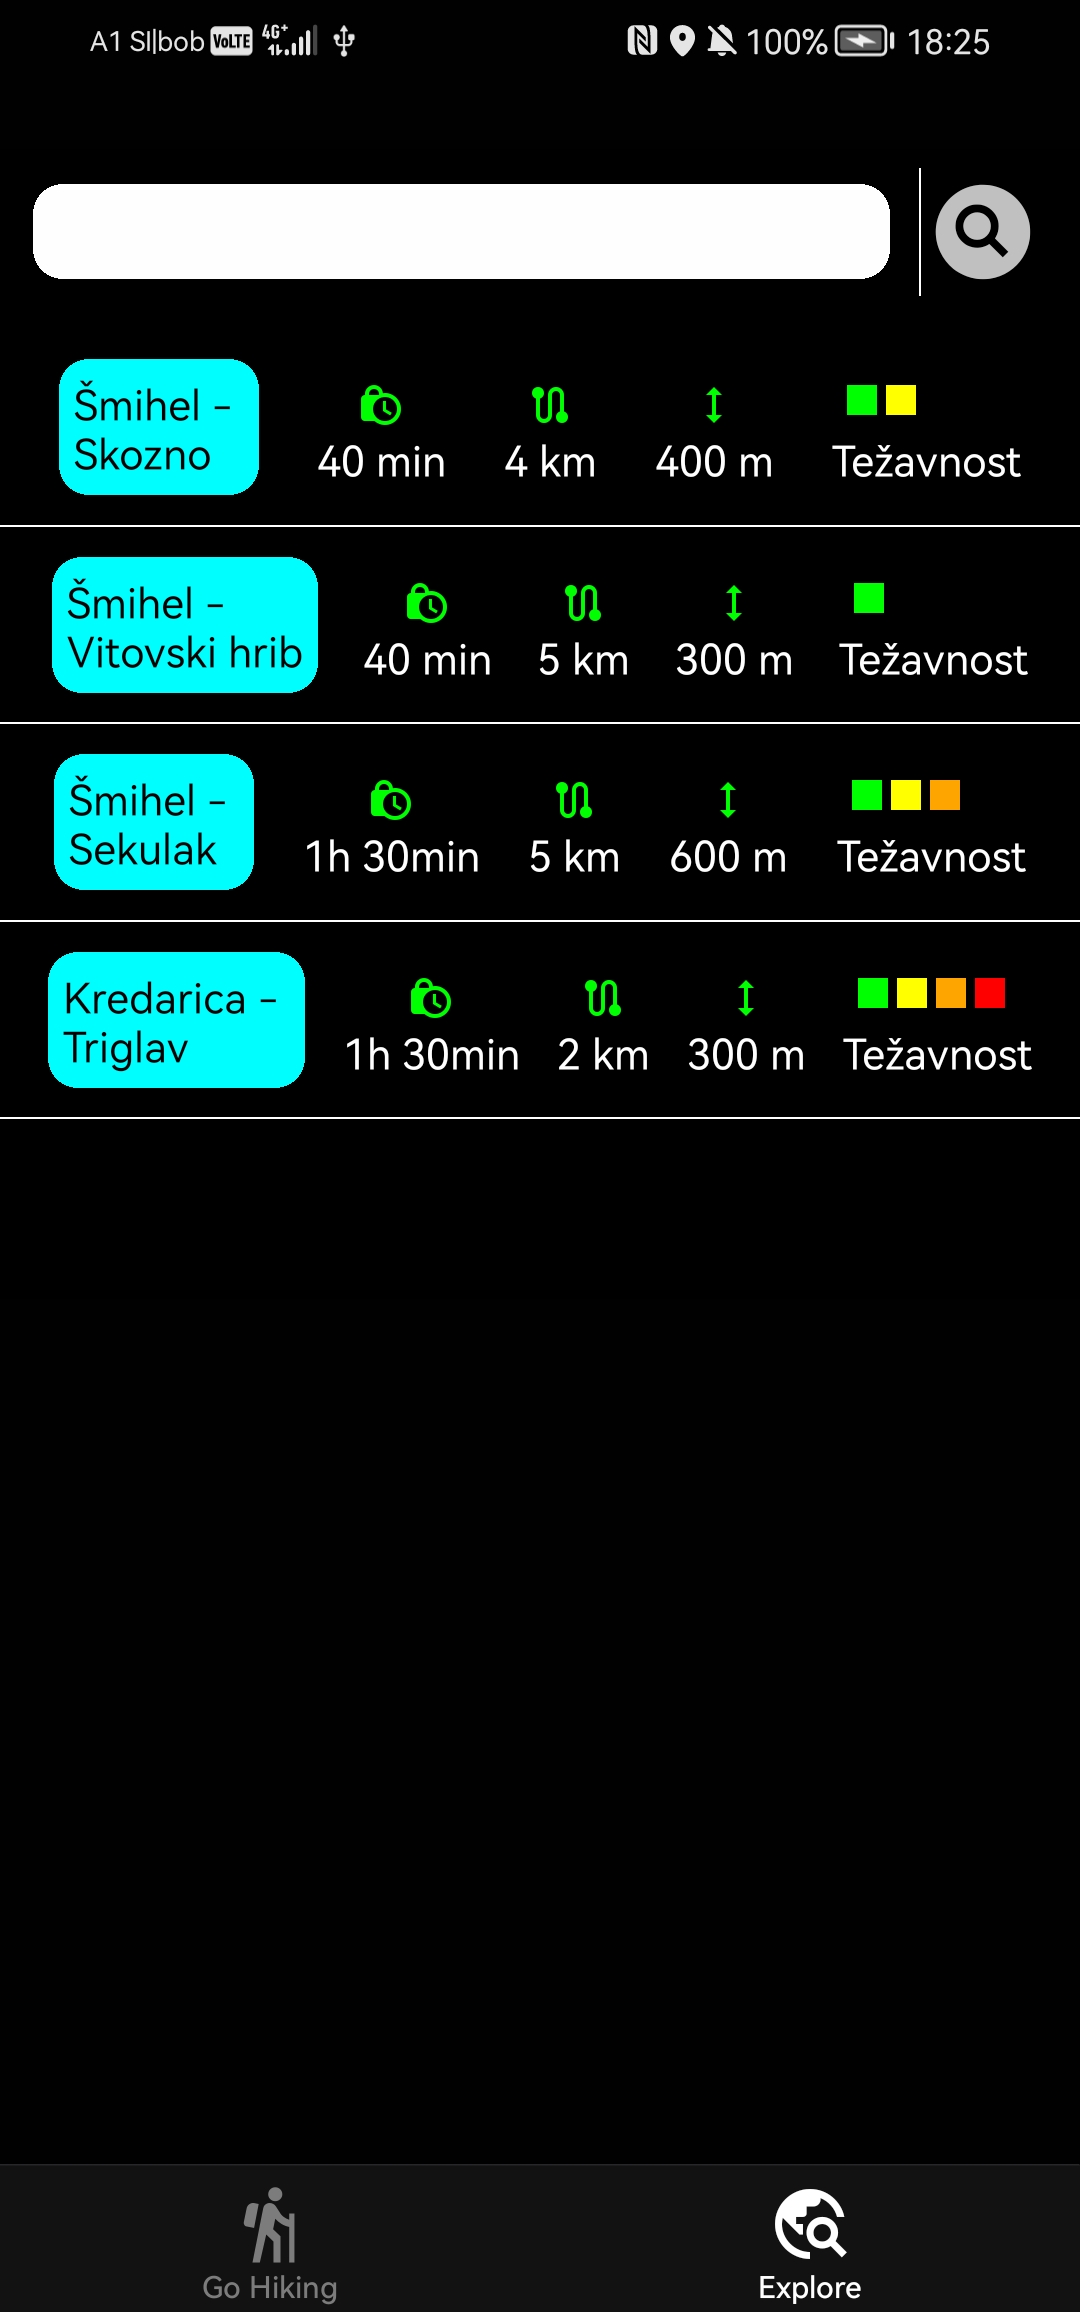 A1 SI|bob VoLTE 4G+ 100% 18:25
Šmihel -
Skozno
40 min 4 km 400 m Težavnost
Šmihel -
Vitovski hrib
40 min 5 km 300 m Težavnost
Šmihel -
Sekulak
1h 30min 5 km 600 m Težavnost
Kredarica -
Triglav
1h 30min 2 km 300 m Težavnost
Go Hiking Explore